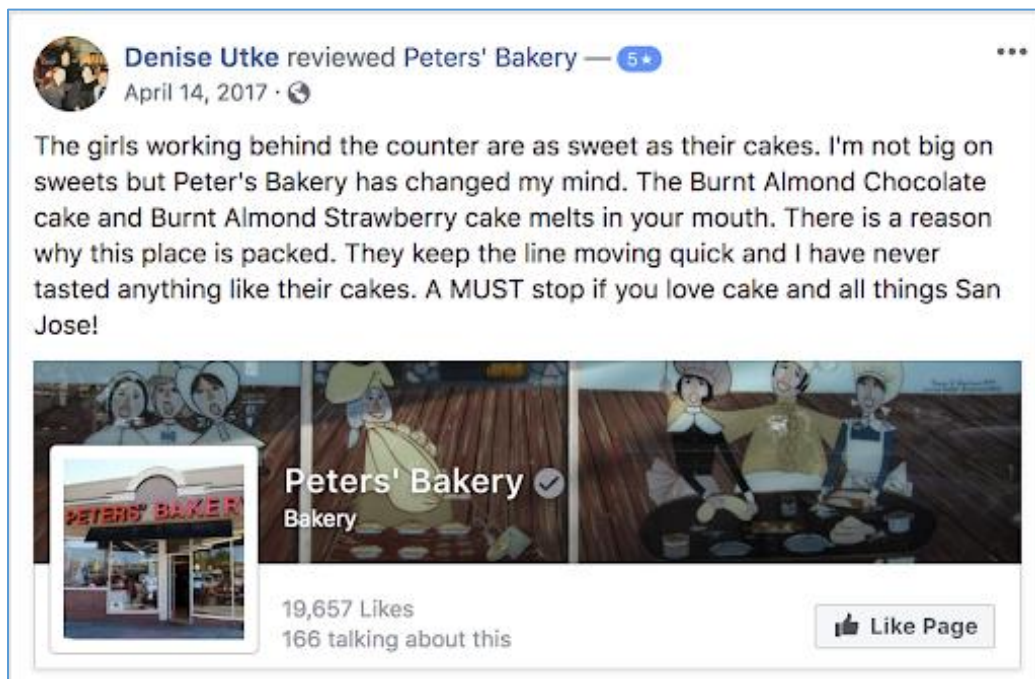 Denise Utke reviewed Peters' Bakery — 5★
April 14, 2017 ·
The girls working behind the counter are as sweet as their cakes. I'm not big on
sweets but Peter's Bakery has changed my mind. The Burnt Almond Chocolate
cake and Burnt Almond Strawberry cake melts in your mouth. There is a reason
why this place is packed. They keep the line moving quick and I have never
tasted anything like their cakes. A MUST stop if you love cake and all things San
Jose!
Peters' Bakery
Bakery
PETERS' BAKERY
19,657 Likes
166 talking about this
Like Page